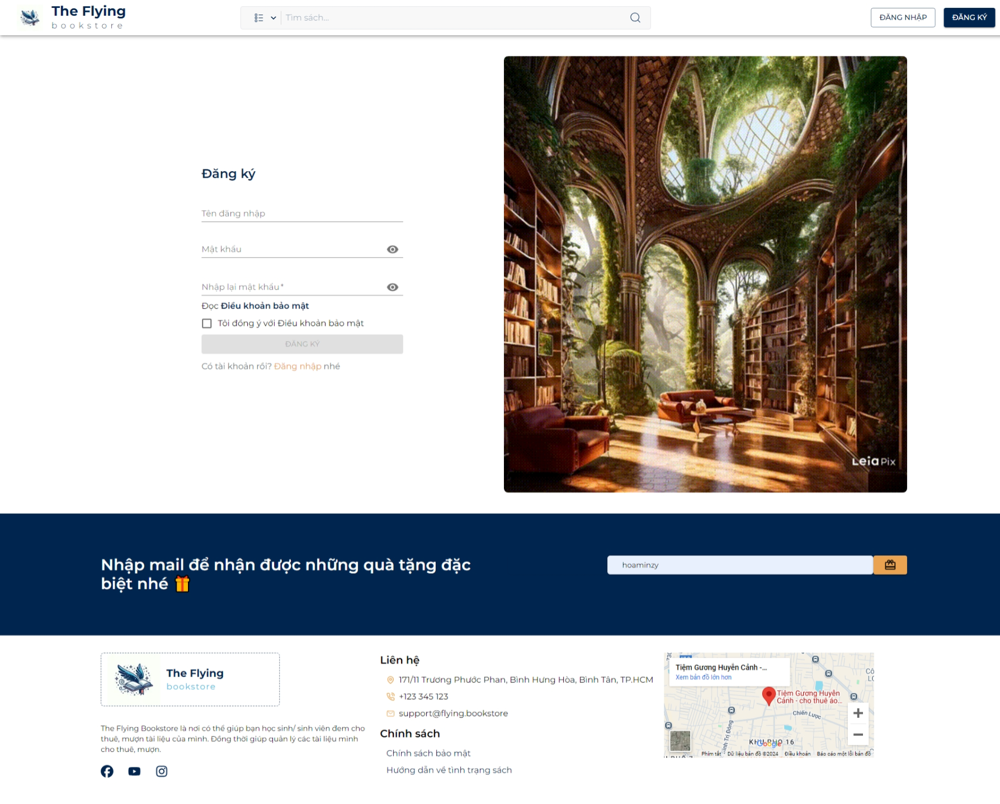 The Flying
bookstore
Tìm sách...
ĐĂNG NHẬP
ĐĂNG KÝ
Đăng ký
Tên đăng nhập
Mật khẩu
Nhập lại mật khẩu*
Đọc Điều khoản bảo mật
Tôi đồng ý với Điều khoản bảo mật
ĐĂNG KÝ
Có tài khoản rồi? Đăng nhập nhé
Leia Pix
Nhập mail để nhận được những quà tặng đặc
biệt nhé
hoaminzy
The Flying
bookstore
The Flying Bookstore là nơi có thể giúp bạn học sinh/ sinh viên đem cho
thuê, mượn tài liệu của mình. Đồng thời giúp quản lý các tài liệu mình
cho thuê, mượn.
Liên hệ
171/11 Trương Phước Phan, Bình Hưng Hòa, Bình Tân, TP.HCM
+123 345 123
support@flying.bookstore
Chính sách
Chính sách bảo mật
Hướng dẫn về tình trạng sách
Tiệm Gương Huyền Cảnh -...
Xem bản đồ lớn hơn
Tiệm Gương Huyền
Cảnh - cho thuê áo...
Chiến Lược
KHU PHỐ 16
Google
Phím tắt
Dữ liệu bản đồ ©2024
Điều khoản
Báo cáo một lỗi bản đồ